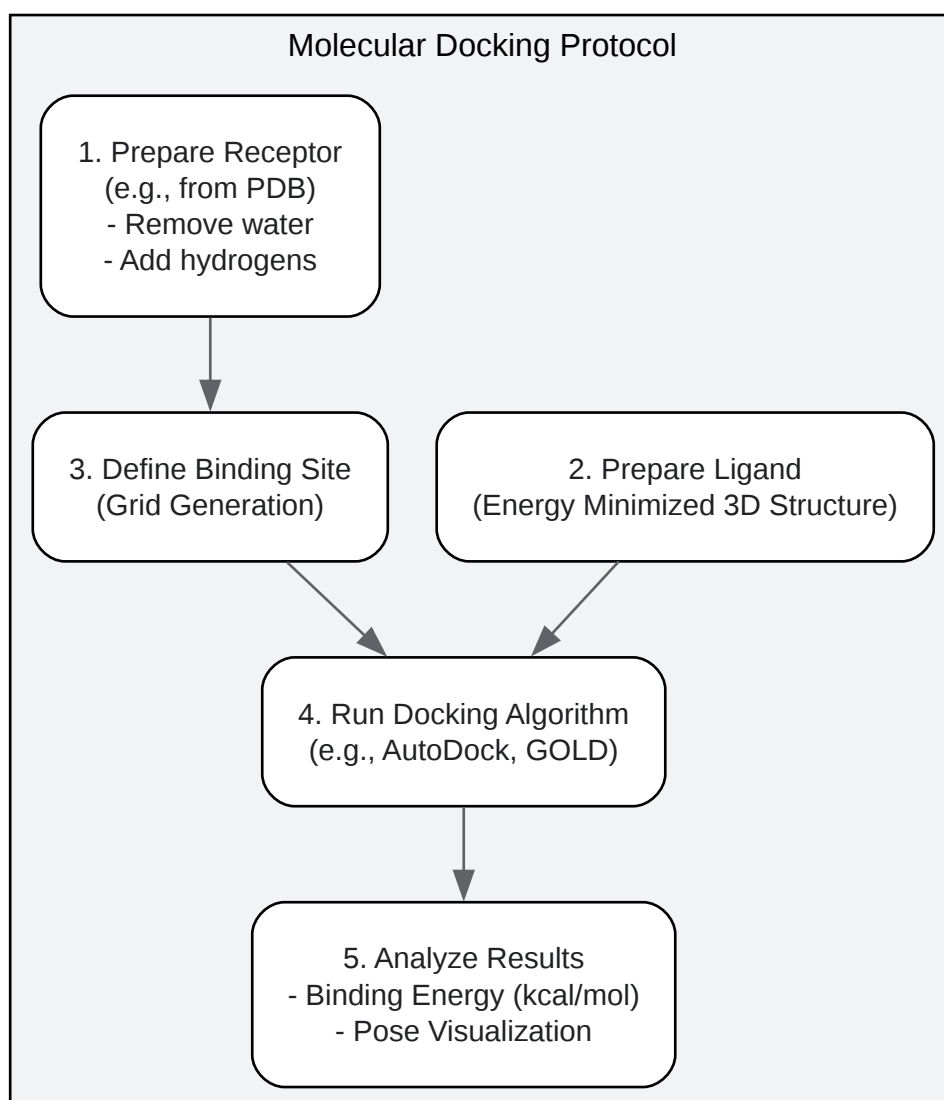 Molecular Docking Protocol
1. Prepare Receptor
(e.g., from PDB)
- Remove water
- Add hydrogens
3. Define Binding Site
(Grid Generation)
2. Prepare Ligand
(Energy Minimized 3D Structure)
4. Run Docking Algorithm
(e.g., AutoDock, GOLD)
5. Analyze Results
- Binding Energy (kcal/mol)
- Pose Visualization